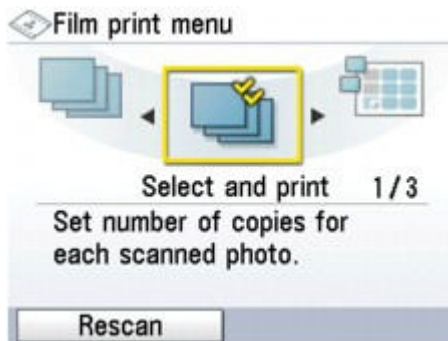 Film print menu
Select and print 1/3
Set number of copies for
each scanned photo.
Rescan